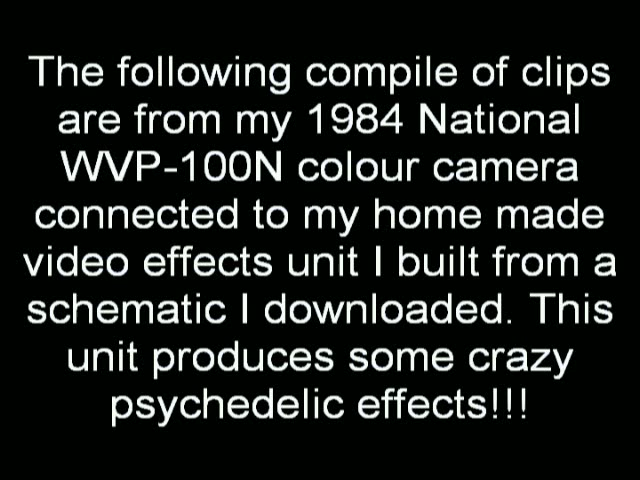 The following compile of clips
are from my 1984 National
WVP-100N colour camera
connected to my home made
video effects unit I built from a
schematic I downloaded. This
unit produces some crazy
psychedelic effects!!!